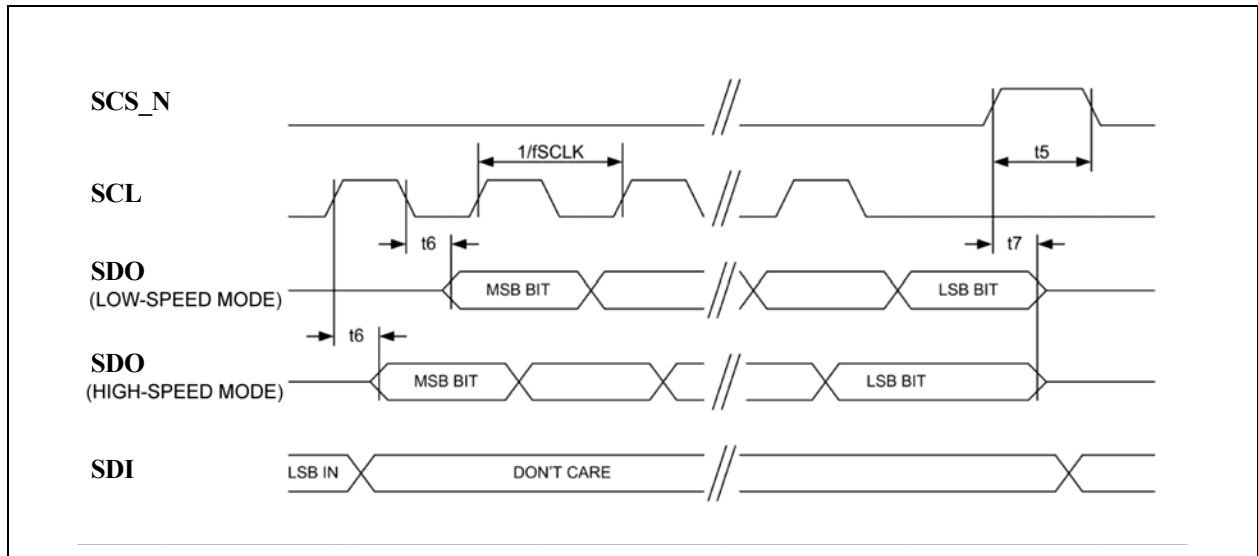 SCS_N
1/fSCLK
t5
SCL
t6
t7
SDO
(LOW-SPEED MODE)
MSB BIT
LSB BIT
t6
SDO
(HIGH-SPEED MODE)
MSB BIT
LSB BIT
SDI
LSB IN
DON'T CARE